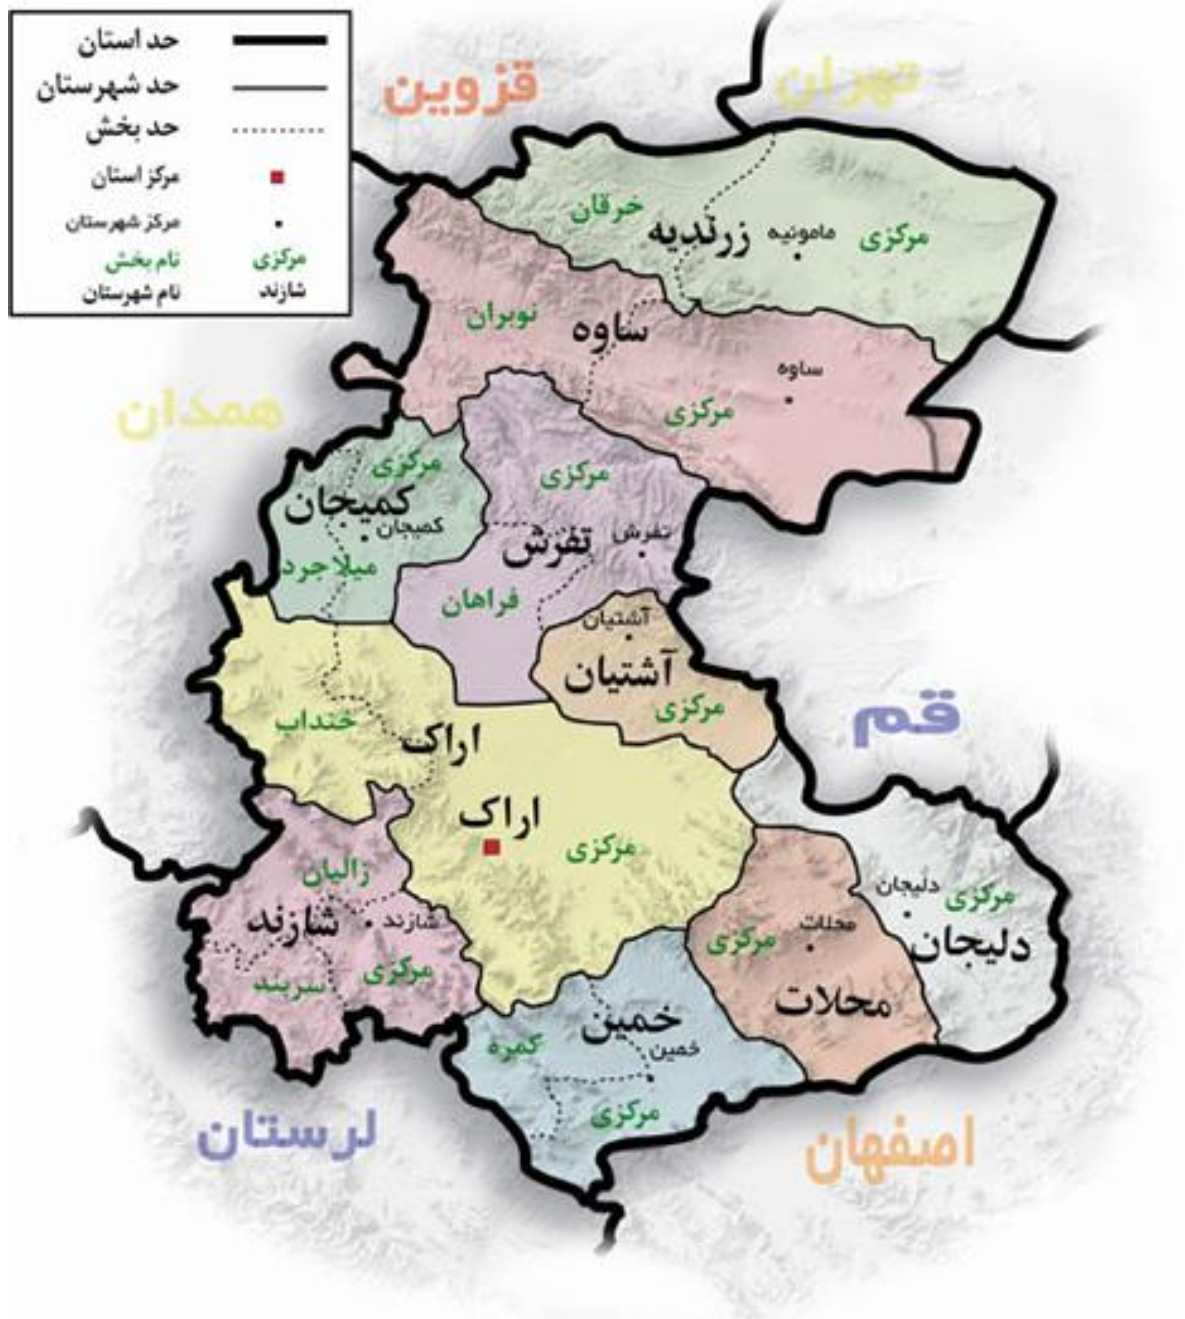 حد استان
حد شهرستان
حد بخش
مرکز استان
مرکز شهرستان
مرکزی نام بخش
شازند نام شهرستان
تهران
قزوین
خرقان
زرندیه
مامونیه
مرکزی
نوبران
ساوه
ساوه
مرکزی
همدان
مرکزی
کمیجان
کمیجان
میلاجرد
مرکزی
تفرش
تفرش
فراهان
آشتیان
آشتیان
مرکزی
قم
خنداب
اراک
اراک
مرکزی
زالیان
شازند
شازند
مرکزی
سربند
دلیجان
مرکزی
دلیجان
محلات
مرکزی
محلات
خمین
خمین
کمره
مرکزی
لرستان
اصفهان